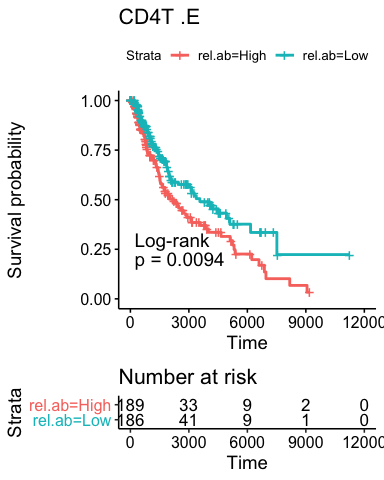 CD4T .E
Strata rel.ab=High rel.ab=Low
Survival probability
1.00
0.75
0.50
0.25
0.00
Log-rank
p = 0.0094
0 3000 6000 9000 12000
Time
Number at risk
Strata
rel.ab=High 189 33 9 2 0
rel.ab=Low 186 41 9 1 0
0 3000 6000 9000 12000
Time